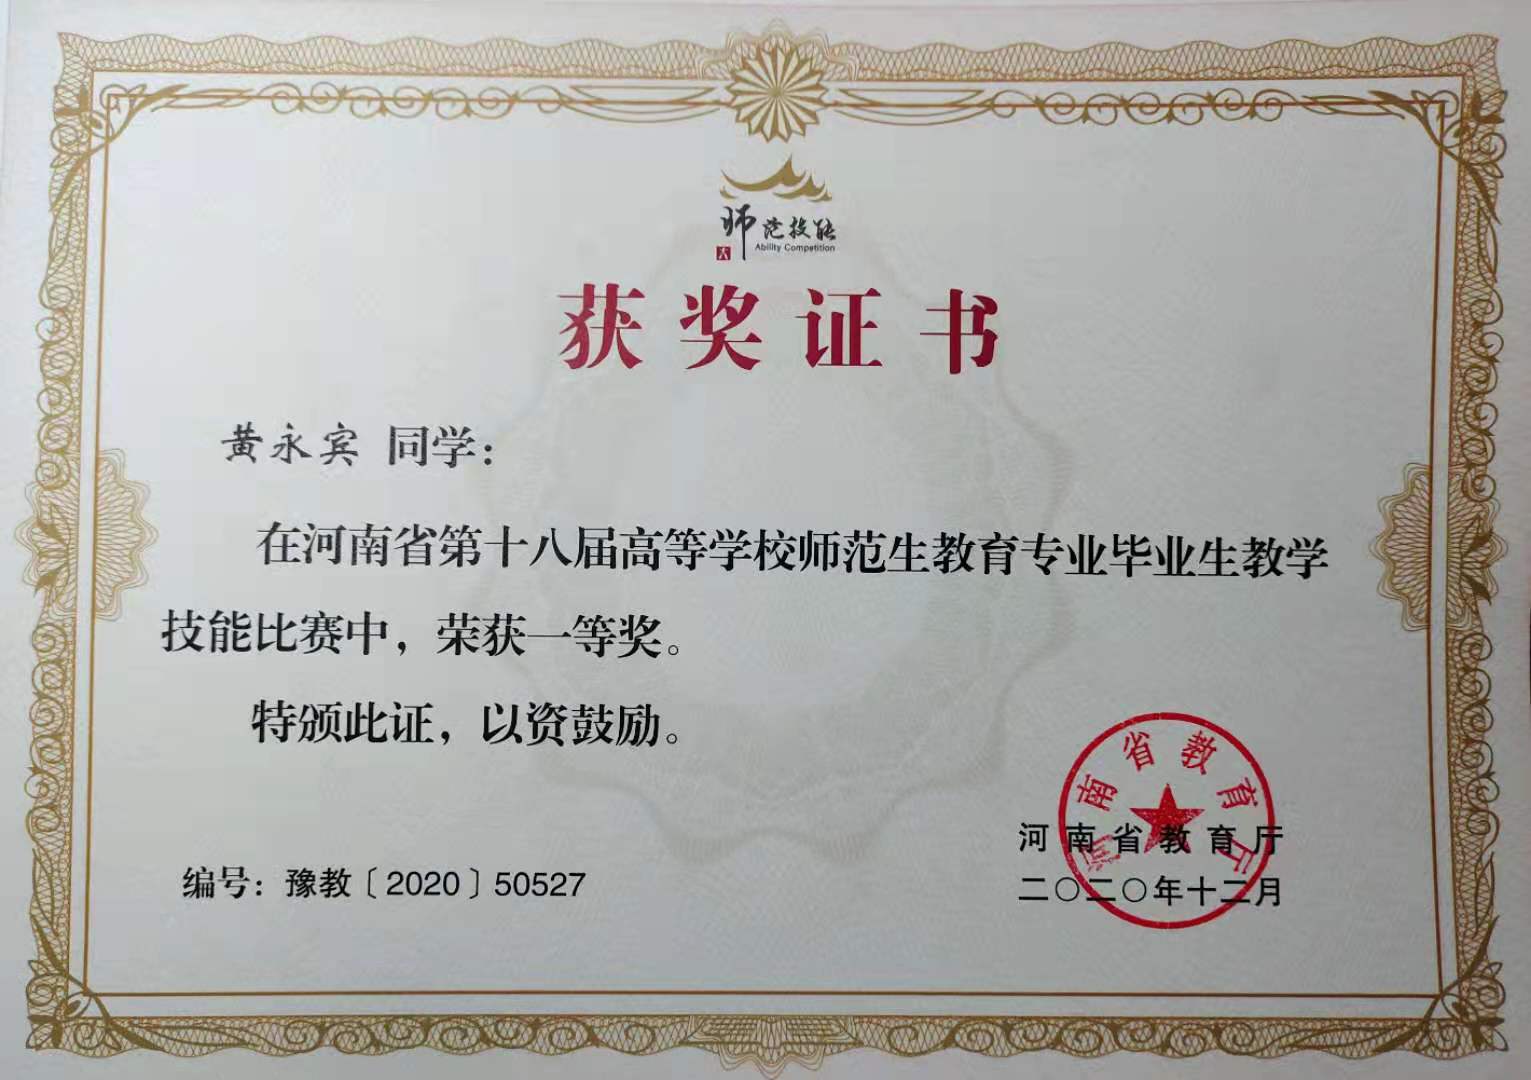 师范技能
Ability Competition
获奖证书
黄永宾 同学：
在河南省第十八届高等学校师范生教育专业毕业生教学
技能比赛中，荣获一等奖。
特颁此证，以资鼓励。
河南省教育厅
河南省教育厅
二〇二〇年十二月
编号：豫教〔2020〕50527